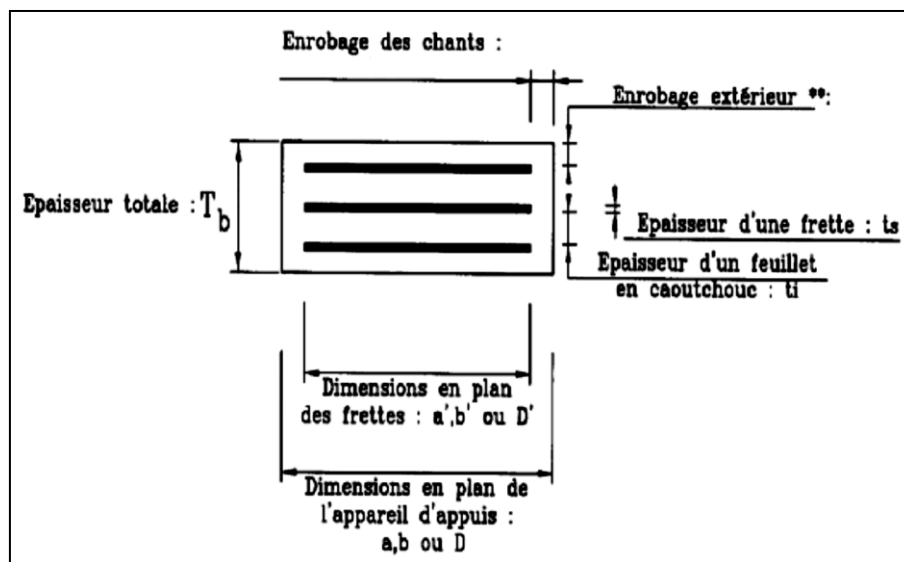 Enrobage des chants :
Enrobage extérieur **:
Epaisseur totale : Tb
Epaisseur d'une frette : ts
Epaisseur d'un feuillet
en caoutchouc : ti
Dimensions en plan
des frettes : a',b' ou D'
Dimensions en plan de
l'appareil d'appuis :
a,b ou D